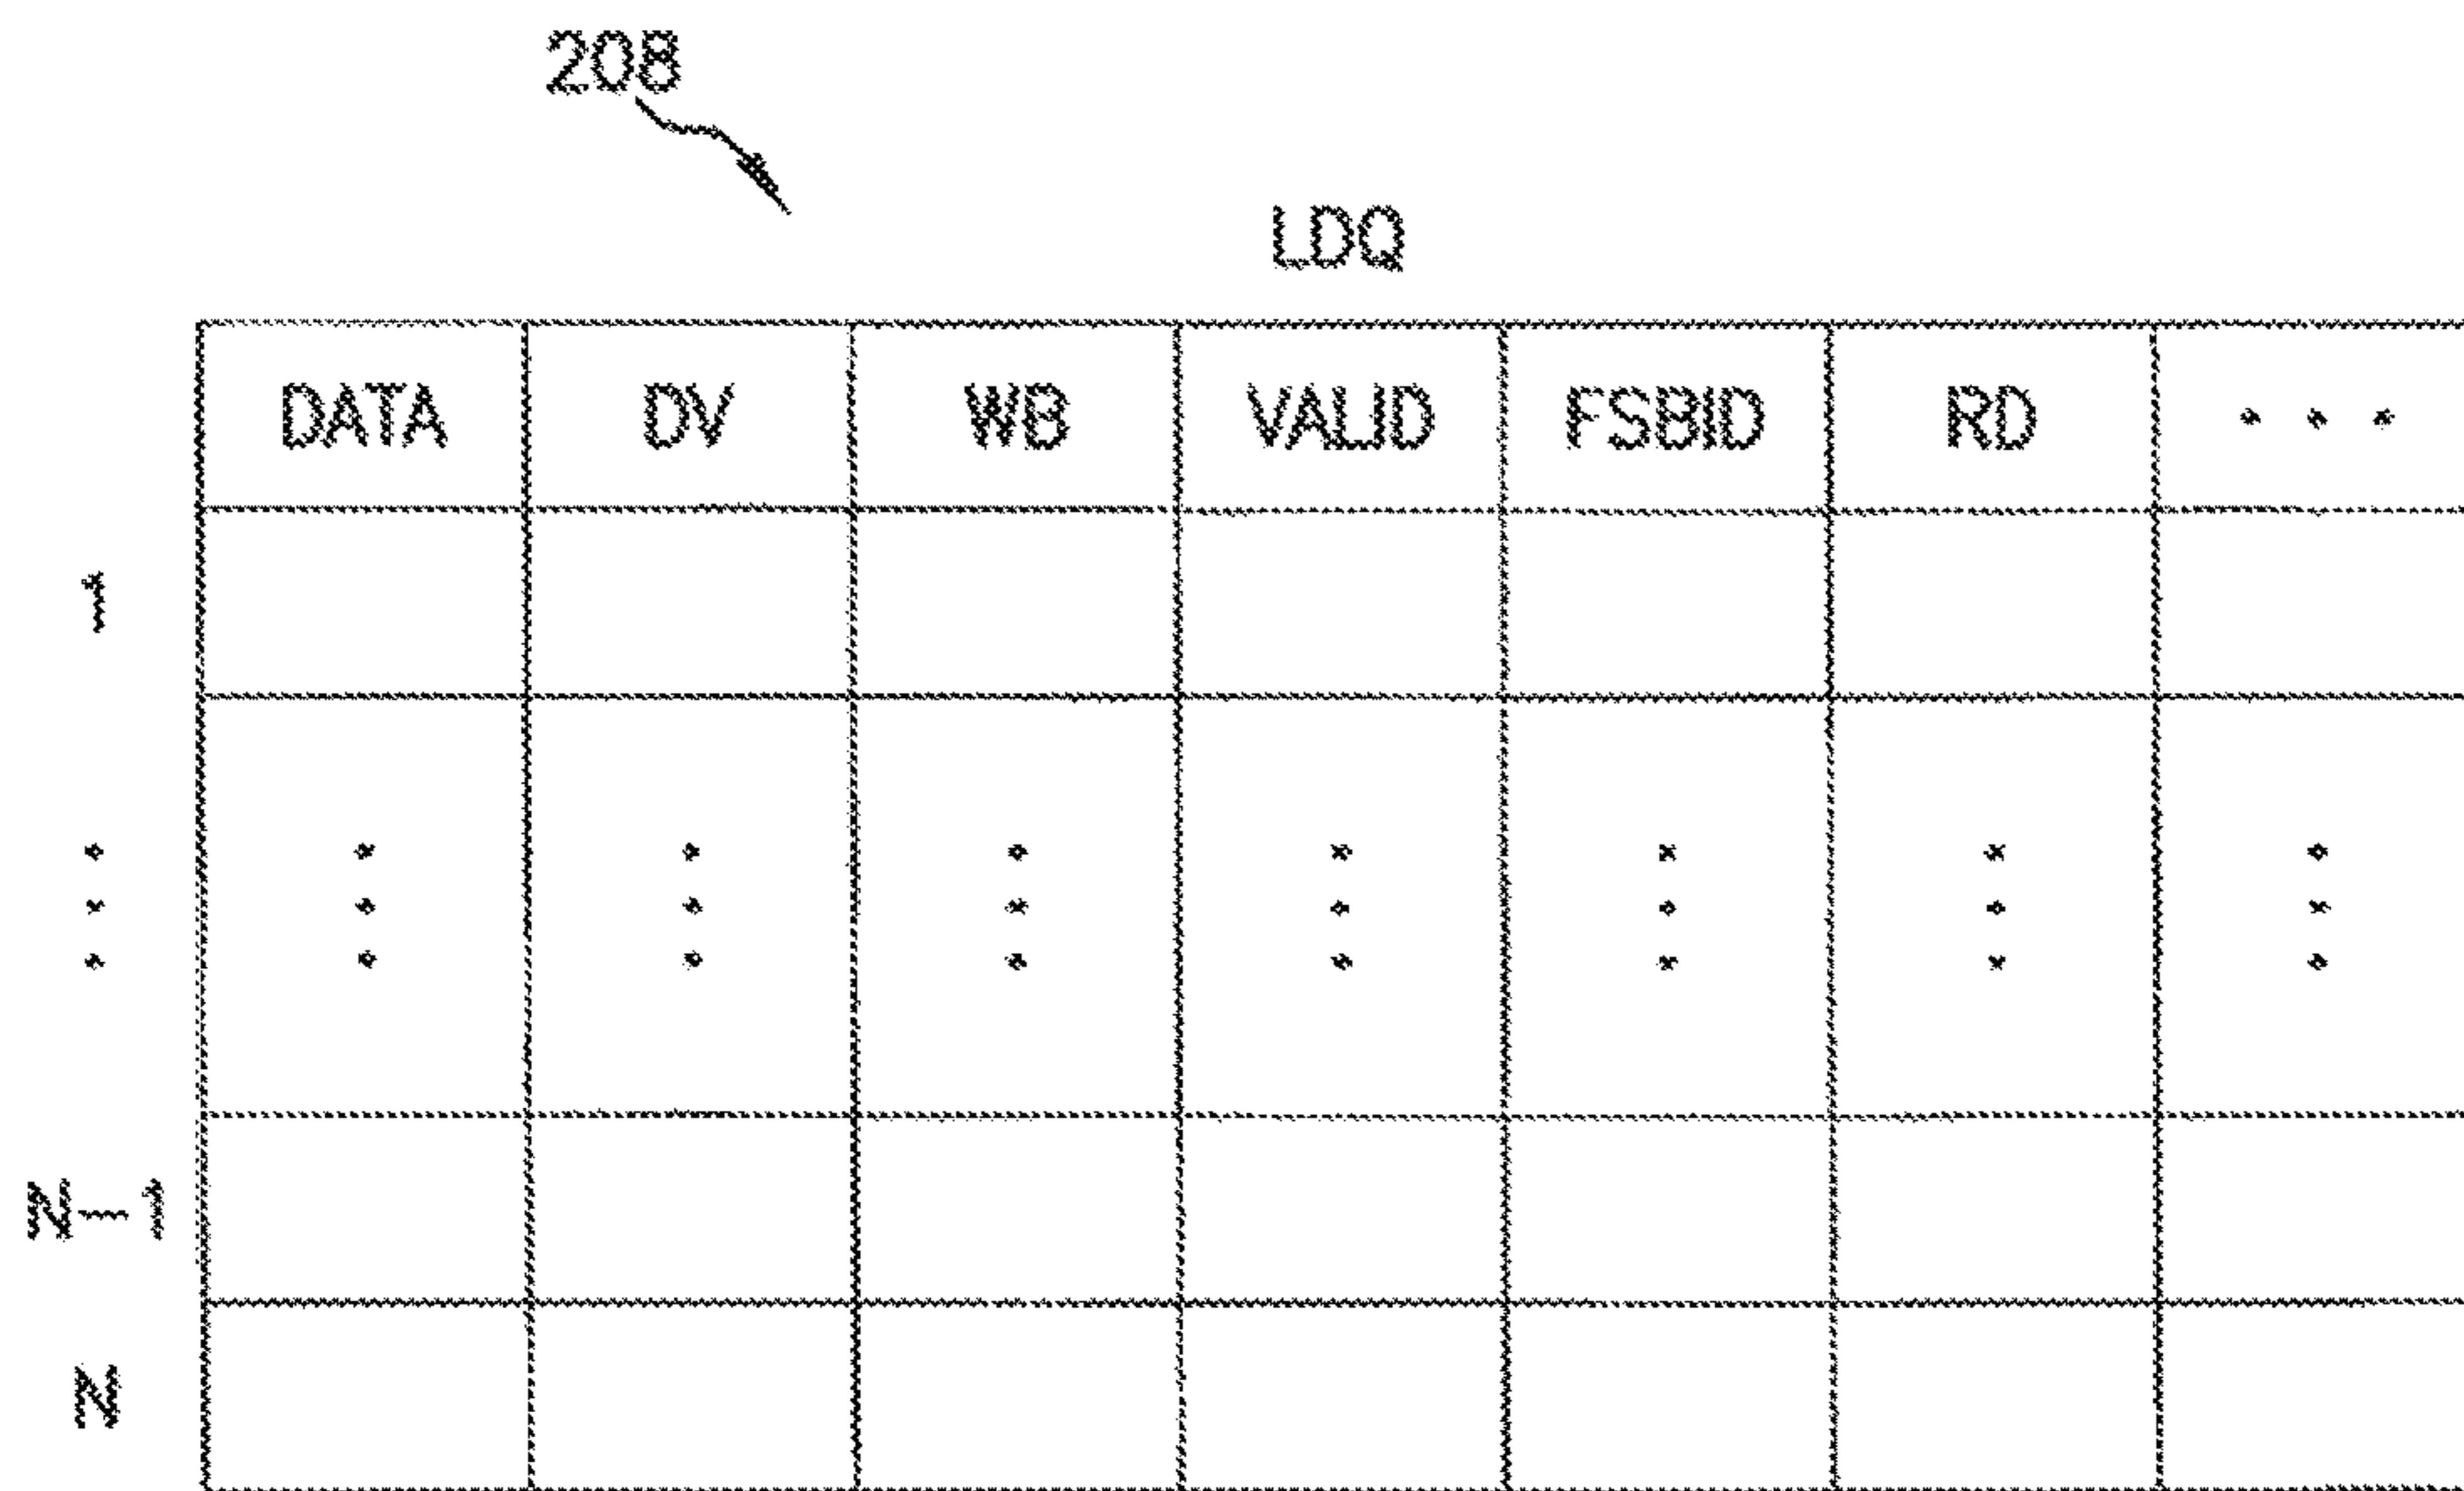 208
LDQ
DATA DV WB VALID FSBID RD . . .
1
N-1
N